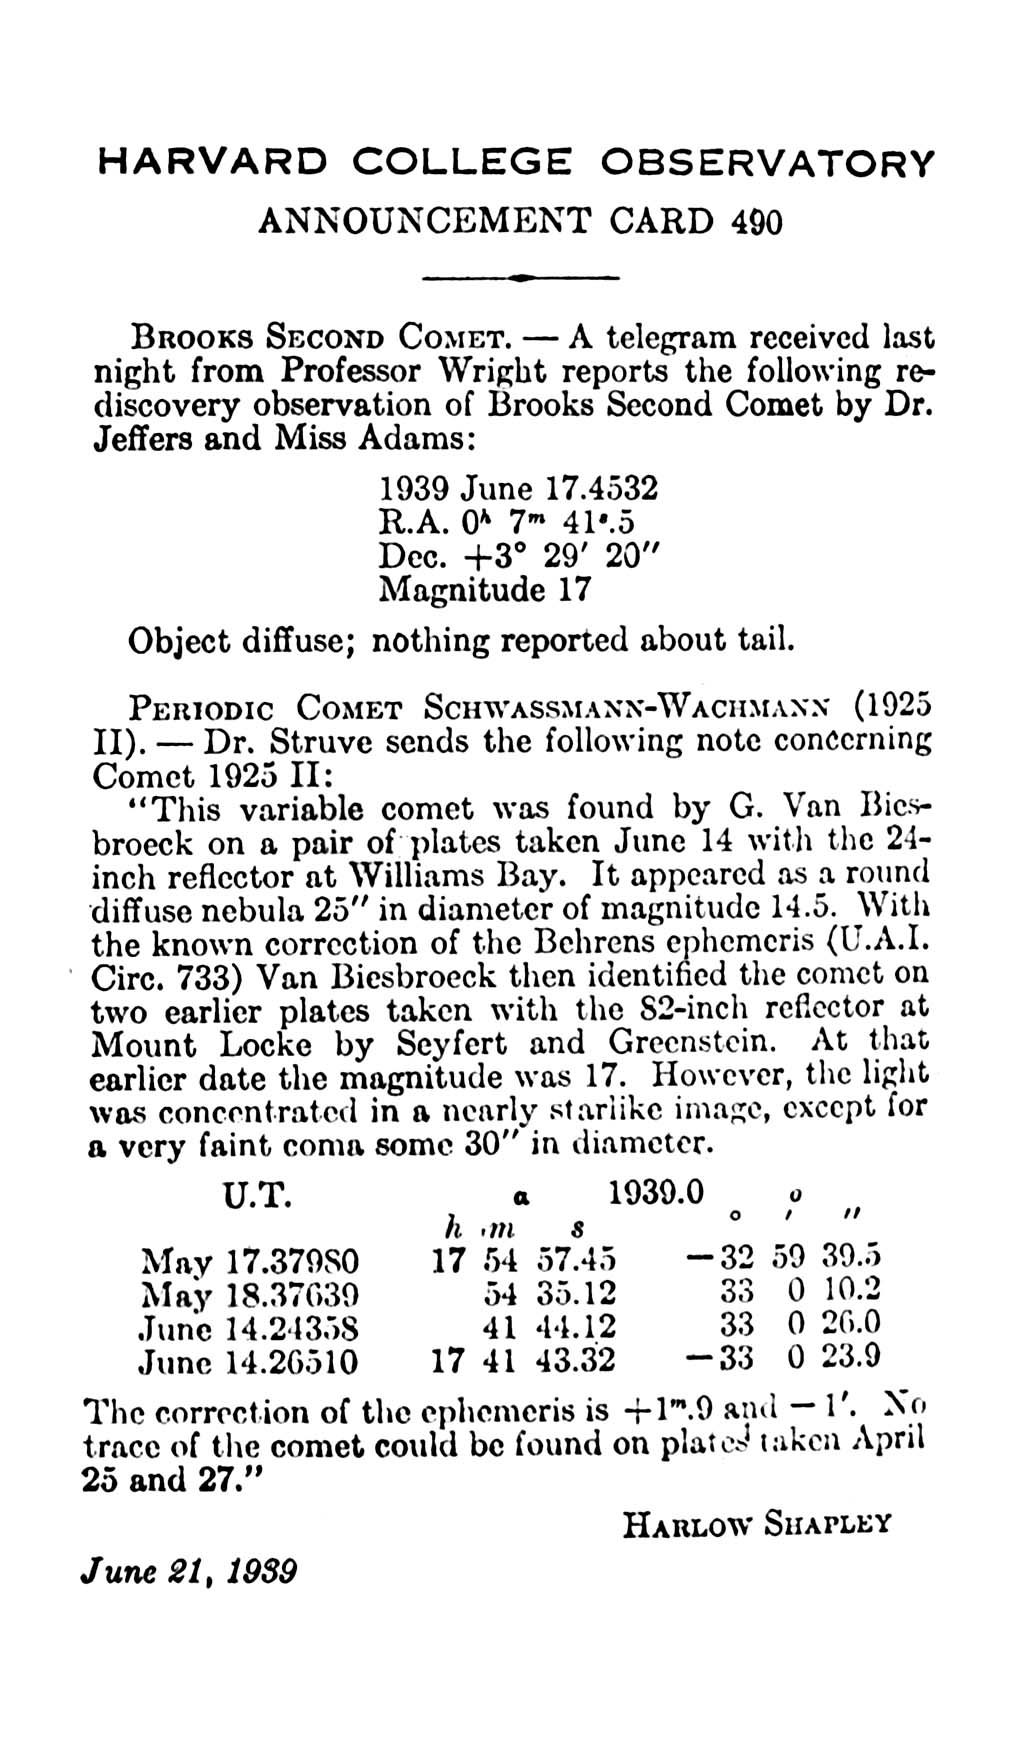 HARVARD COLLEGE OBSERVATORY
ANNOUNCEMENT CARD 490
BROOKS SECOND COMET. — A telegram received last
night from Professor Wright reports the following re-
discovery observation of Brooks Second Comet by Dr.
Jeffers and Miss Adams:
1939 June 17.4532
R.A. 0ʰ 7ᵐ 41ˢ.5
Dec. +3° 29′ 20″
Magnitude 17
Object diffuse; nothing reported about tail.
PERIODIC COMET SCHWASSMANN-WACHMANN (1925
II). — Dr. Struve sends the following note concerning
Comet 1925 II:
"This variable comet was found by G. Van Bies-
broeck on a pair of plates taken June 14 with the 24-
inch reflector at Williams Bay. It appeared as a round
diffuse nebula 25″ in diameter of magnitude 14.5. With
the known correction of the Behrens ephemeris (U.A.I.
Circ. 733) Van Biesbroeck then identified the comet on
two earlier plates taken with the 82-inch reflector at
Mount Locke by Seyfert and Greenstein. At that
earlier date the magnitude was 17. However, the light
was concentrated in a nearly starlike image, except for
a very faint coma some 30″ in diameter.
U.T. α 1939.0 δ
h m s ° ′ ″
May 17.37980 17 54 57.45 −32 59 39.5
May 18.37639 54 35.12 33 0 10.2
June 14.24358 41 44.12 33 0 26.0
June 14.26510 17 41 43.32 −33 0 23.9
The correction of the ephemeris is +1ᵐ.9 and − 1′. No
trace of the comet could be found on plates taken April
25 and 27."
HARLOW SHAPLEY
June 21, 1939